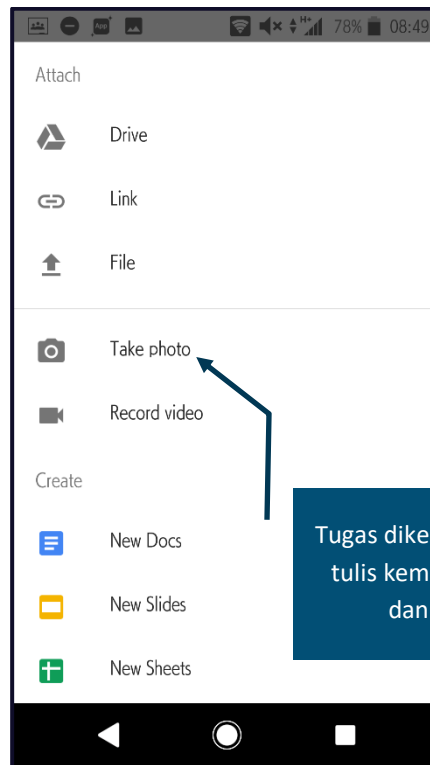 App
H+
78% 08:49
Attach
Drive
Link
File
Take photo
Record video
Create
New Docs
New Slides
New Sheets
Tugas dike
tulis kem
dan